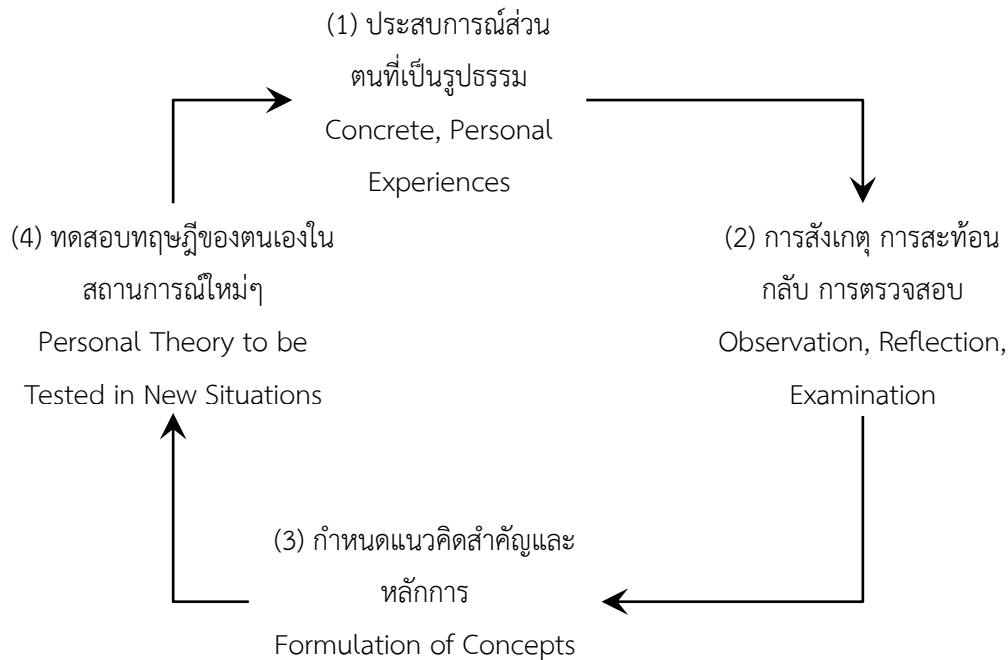 (1) ประสบการณ์ส่วน
ตนที่เป็นรูปธรรม
Concrete, Personal
Experiences
(2) การสังเกตุ การสะท้อน
กลับ การตรวจสอบ
Observation, Reflection,
Examination
(3) กำหนดแนวคิดสำคัญและ
หลักการ
Formulation of Concepts
(4) ทดสอบทฤษฎีของตนเองใน
สถานการณ์ใหม่ๆ
Personal Theory to be
Tested in New Situations